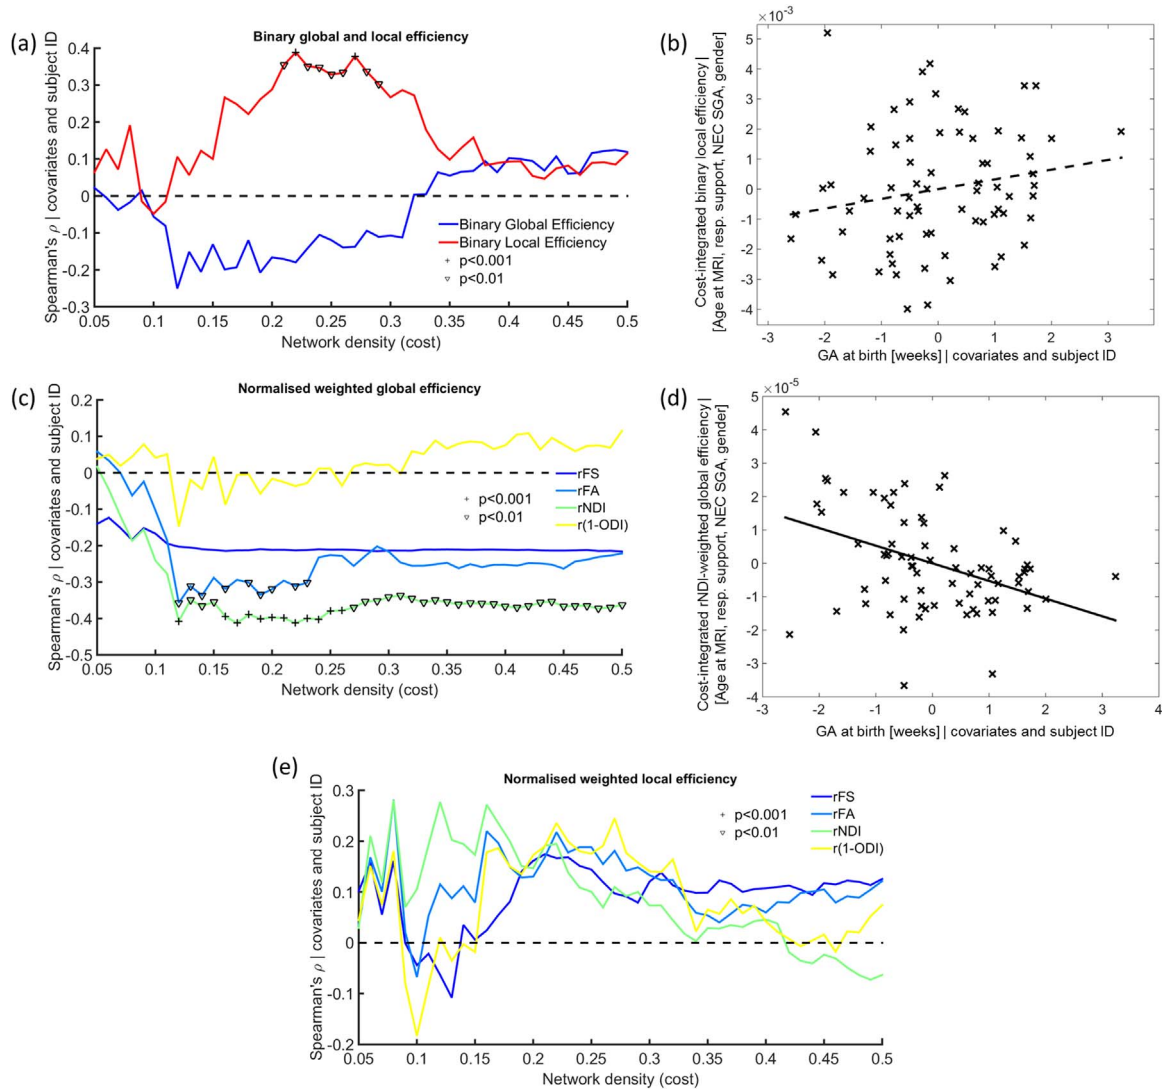 (a)
Binary global and local efficiency
Spearman's ρ | covariates and subject ID
0.4
0.3
0.2
0.1
0
-0.1
-0.2
-0.3
Binary Global Efficiency
Binary Local Efficiency
p<0.001
p<0.01
0.05 0.1 0.15 0.2 0.25 0.3 0.35 0.4 0.45 0.5
Network density (cost)
(b)
×10⁻³
Cost-integrated binary local efficiency |
[Age at MRI, resp. support, NEC SGA, gender]
5
4
3
2
1
0
-1
-2
-3
-4
-3 -2 -1 0 1 2 3
GA at birth [weeks] | covariates and subject ID
(c)
Normalised weighted global efficiency
Spearman's ρ | covariates and subject ID
0.2
0.1
0
-0.1
-0.2
-0.3
-0.4
-0.5
p<0.001
p<0.01
rFS
rFA
rNDI
r(1-ODI)
0.05 0.1 0.15 0.2 0.25 0.3 0.35 0.4 0.45 0.5
Network density (cost)
(d)
×10⁻⁵
Cost-integrated rNDI-weighted global efficiency |
[Age at MRI, resp. support, NEC SGA, gender]
5
4
3
2
1
0
-1
-2
-3
-4
-3 -2 -1 0 1 2 3 4
GA at birth [weeks] | covariates and subject ID
(e)
Normalised weighted local efficiency
Spearman's ρ | covariates and subject ID
0.3
0.2
0.1
0
-0.1
-0.2
p<0.001
p<0.01
rFS
rFA
rNDI
r(1-ODI)
0.05 0.1 0.15 0.2 0.25 0.3 0.35 0.4 0.45 0.5
Network density (cost)